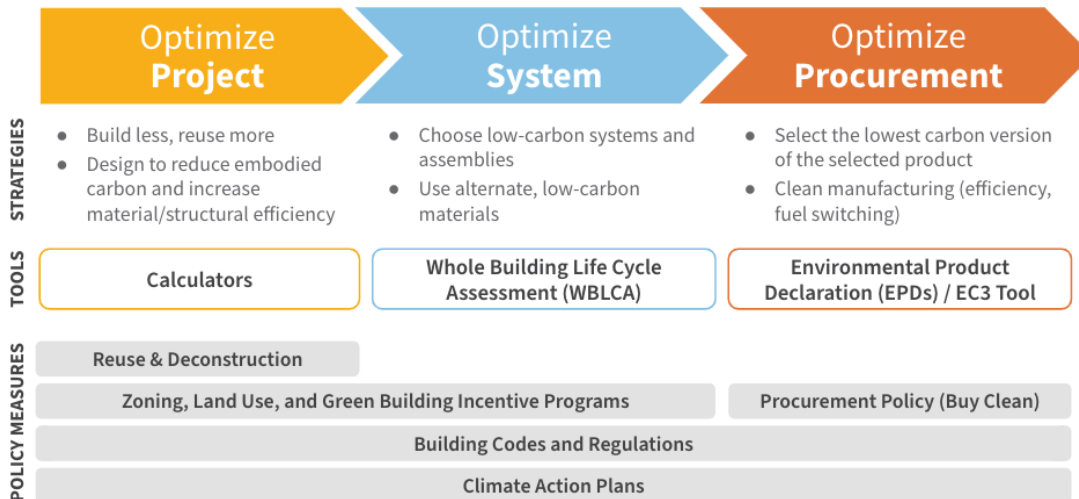 Optimize
Project
Optimize
System
Optimize
Procurement
STRATEGIES
● Build less, reuse more
● Design to reduce embodied
carbon and increase
material/structural efficiency
● Choose low-carbon systems and
assemblies
● Use alternate, low-carbon
materials
● Select the lowest carbon version
of the selected product
● Clean manufacturing (efficiency,
fuel switching)
TOOLS
Calculators
Whole Building Life Cycle
Assessment (WBLCA)
Environmental Product
Declaration (EPDs) / EC3 Tool
POLICY MEASURES
Reuse & Deconstruction
Zoning, Land Use, and Green Building Incentive Programs
Procurement Policy (Buy Clean)
Building Codes and Regulations
Climate Action Plans